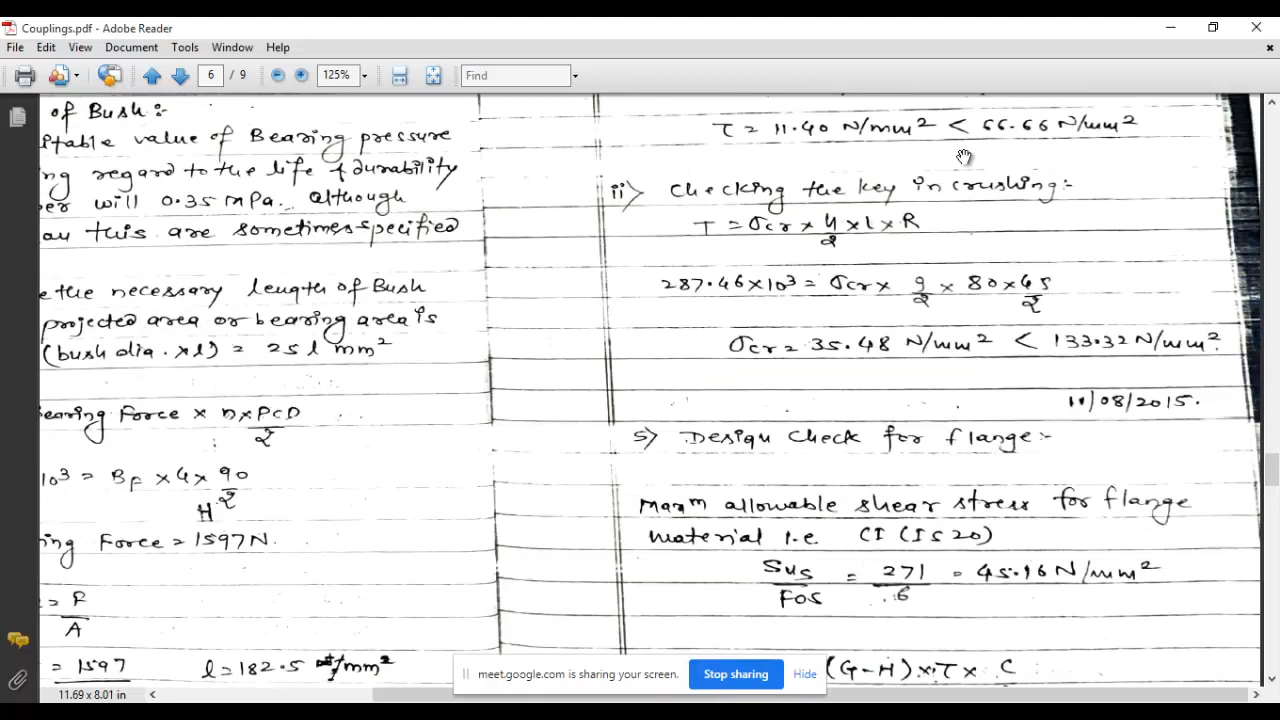 Couplings.pdf - Adobe Reader
File Edit View Document Tools Window Help
6 / 9 125% Find
of Bush:
itable value of Bearing pressure
ng regard to the life & durability
er will 0.35 mPa. although
an this are sometimes specified
e the necessary length of Bush
projected area or bearing area is
(bush dia. x l) = 25 l mm²
earing Force x n x PCD
2
10³ = BF x 4 x 90
2
H
ing Force = 1597 N.
= F
A
= 1597 l = 182.5 /mm²
τ = 11.40 N/mm² < 66.66 N/mm²
ii) Checking the key in crushing:-
T = σcr x 4 x l x R
2
287.46 x 10³ = σcr x 9 x 80 x 45
2 2
σcr = 35.48 N/mm² < 133.32 N/mm².
11/08/2015.
5) Design check for flange:-
Maxm allowable shear stress for flange
material i.e. CI (IS 20)
Sus = 271 = 45.16 N/mm²
FOS 6
(G-H) x T x C
meet.google.com is sharing your screen. Stop sharing Hide
11.69 x 8.01 in